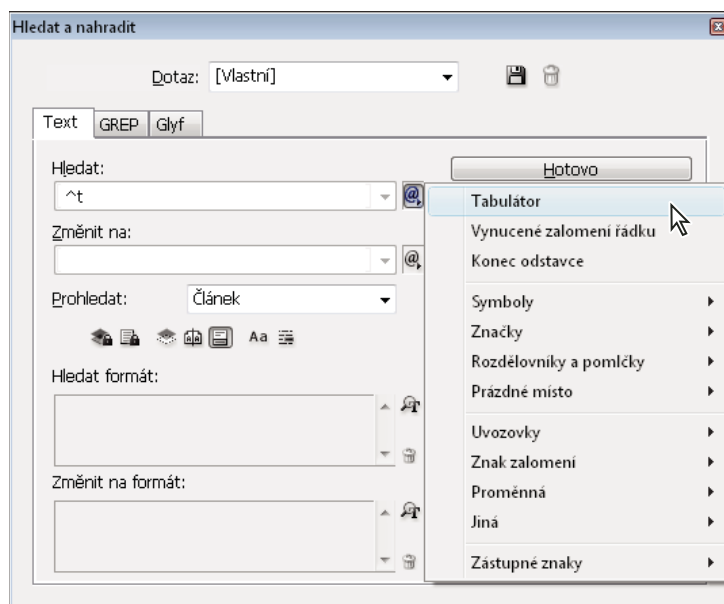 Hledat a nahradit
Dotaz: [Vlastní]
Text GREP Glyf
Hledat:
Hotovo
^t
@
Tabulátor
Vynucené zalomení řádku
Změnit na:
@
Konec odstavce
Prohledat: Článek
Symboly
Značky
Aa
Rozdělovníky a pomlčky
Hledat formát:
Prázdné místo
Uvozovky
Znak zalomení
Změnit na formát:
Proměnná
Jiná
Zástupné znaky